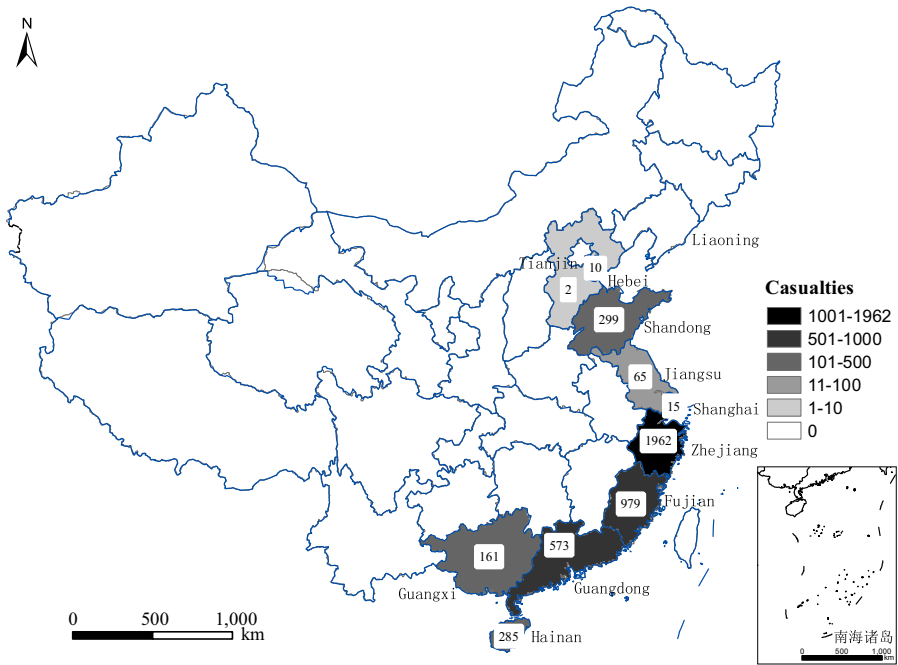 N
Liaoning
Tianjin
10
Hebei
2
299
Shandong
Jiangsu
65
15
Shanghai
1962
Zhejiang
979
Fujian
573
161
Guangdong
Guangxi
285
Hainan
Casualties
1001-1962
501-1000
101-500
11-100
1-10
0
0 500 1,000
km
南海诸岛
0 500 1,000
km